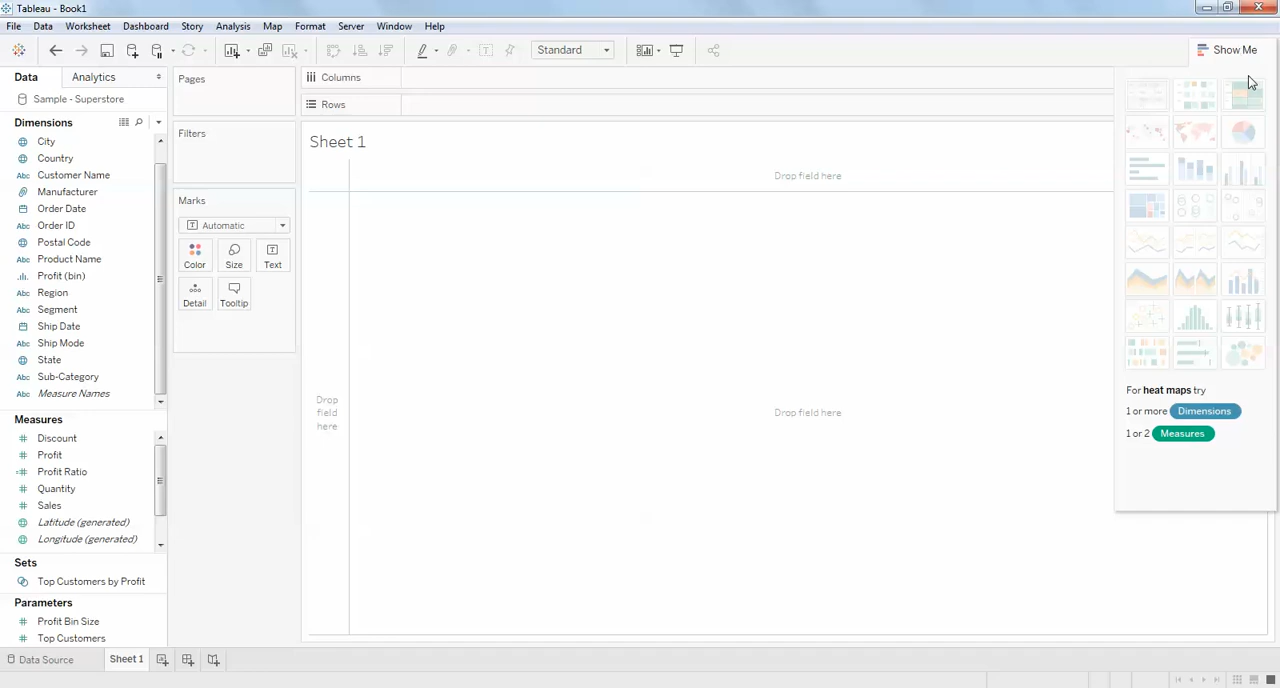 Tableau - Book1
File Data Worksheet Dashboard Story Analysis Map Format Server Window Help
Standard
Show Me
Data Analytics
Sample - Superstore
Dimensions
City
Country
Customer Name
Manufacturer
Order Date
Order ID
Postal Code
Product Name
Profit (bin)
Region
Segment
Ship Date
Ship Mode
State
Sub-Category
Measure Names
Measures
Discount
Profit
Profit Ratio
Quantity
Sales
Latitude (generated)
Longitude (generated)
Sets
Top Customers by Profit
Parameters
Profit Bin Size
Top Customers
Pages
Filters
Marks
Automatic
Color Size Text
Detail Tooltip
Columns
Rows
Sheet 1
Drop field here
Drop
field
here
Drop field here
For heat maps try
1 or more Dimensions
1 or 2 Measures
Data Source Sheet 1